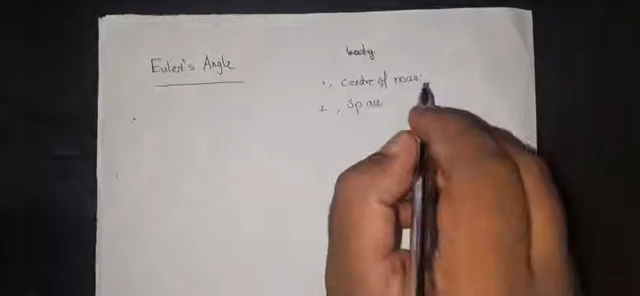 Euler's Angle
body
1, Centre of mass
2, Space